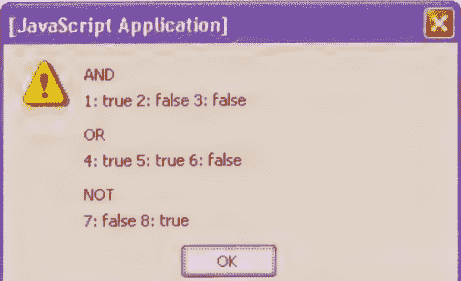 [JavaScript Application]
AND
1: true 2: false 3: false
OR
4: true 5: true 6: false
NOT
7: false 8: true
OK